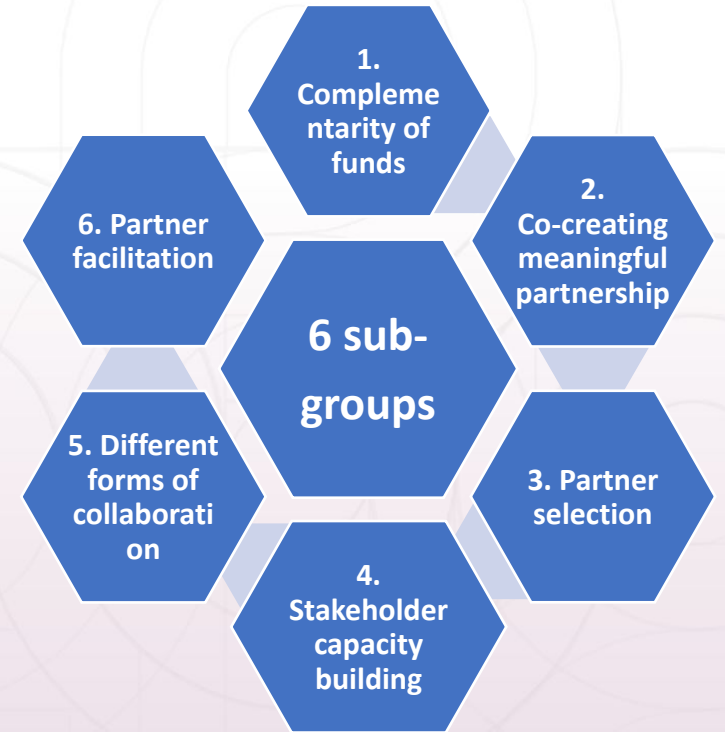 1.
Compleme
ntarity of
funds
2.
Co-creating
meaningful
partnership
3. Partner
selection
4.
Stakeholder
capacity
building
5. Different
forms of
collaborati
on
6. Partner
facilitation
6 sub-
groups